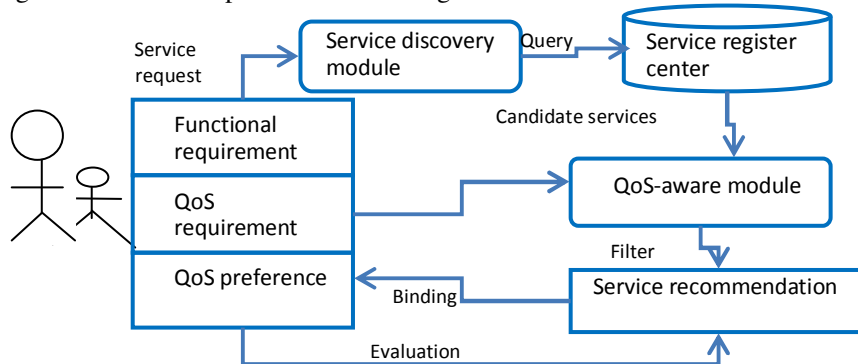 Service
request
Service discovery
module
Query
Service register
center
Functional
requirement
Candidate services
QoS
requirement
QoS-aware module
Filter
QoS preference
Binding
Service recommendation
Evaluation